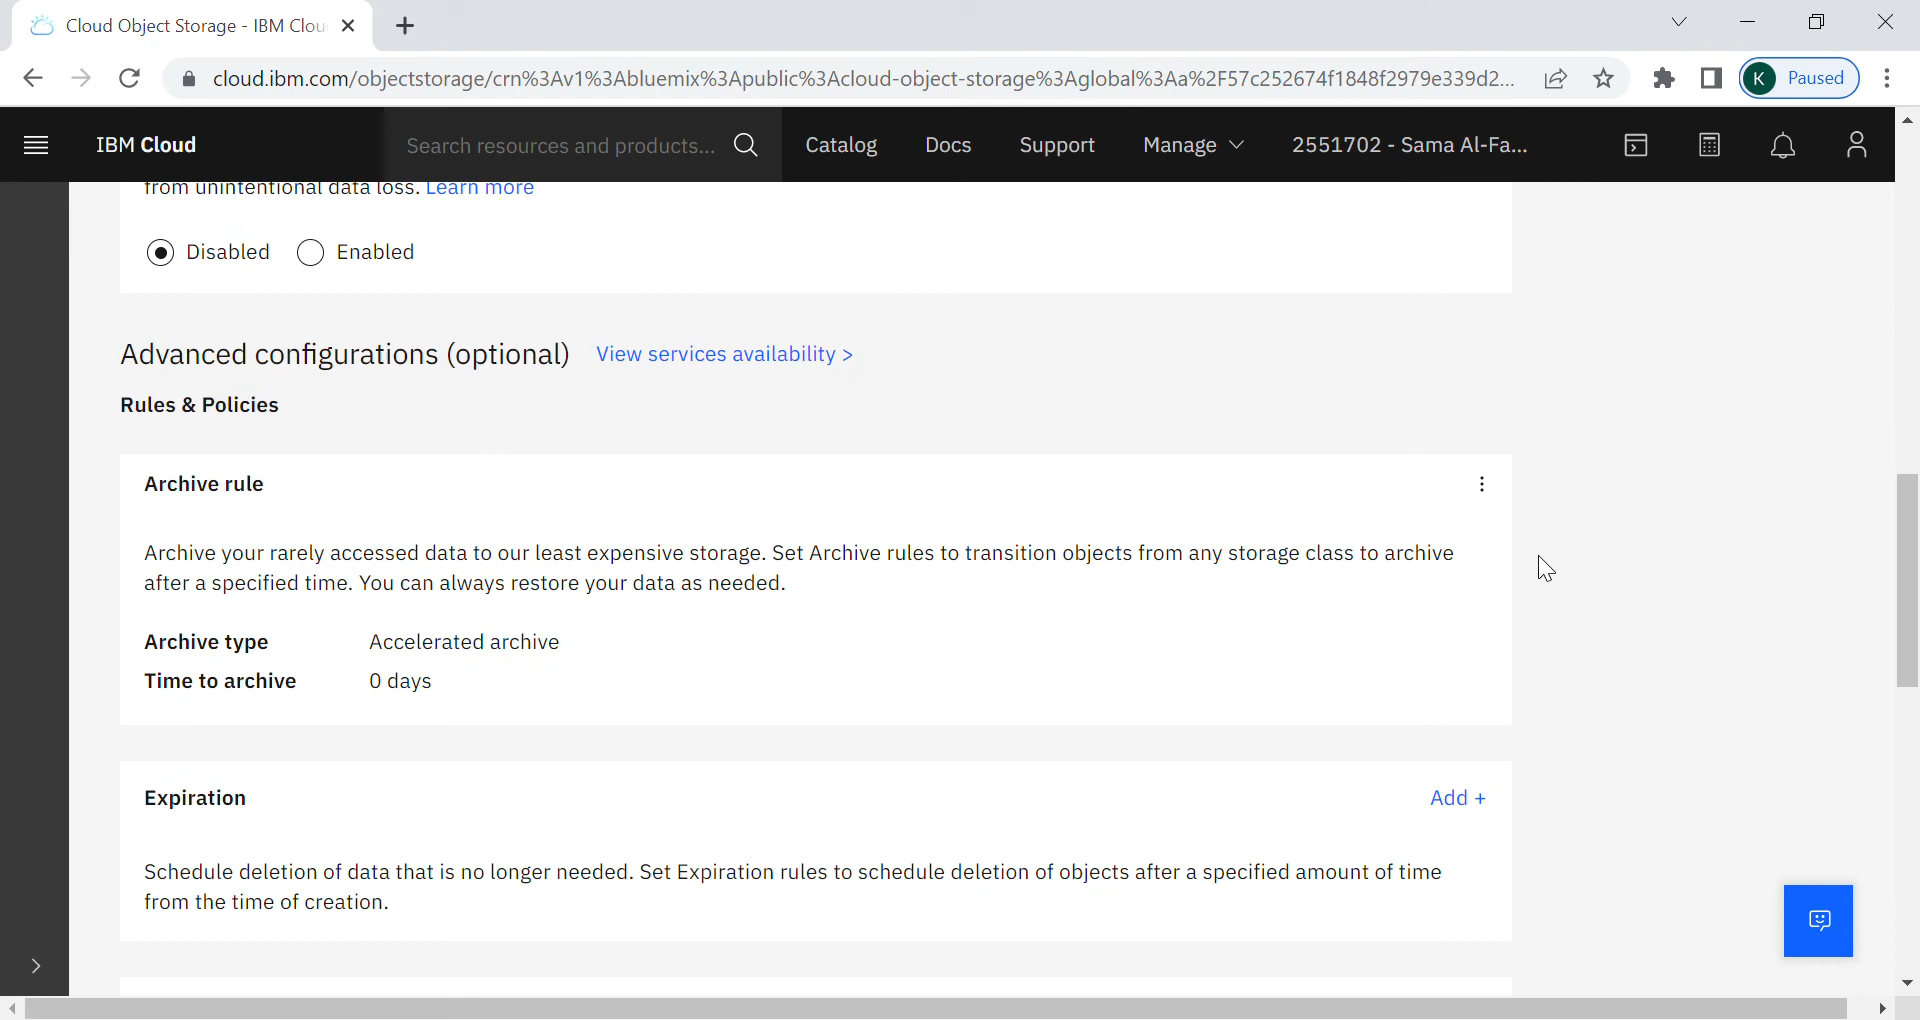 Cloud Object Storage - IBM Clou
cloud.ibm.com/objectstorage/crn%3Av1%3Abluemix%3Apublic%3Acloud-object-storage%3Aglobal%3Aa%2F57c252674f1848f2979e339d2...
K Paused
IBM Cloud Search resources and products... Catalog Docs Support Manage 2551702 - Sama Al-Fa...
from unintentional data loss. Learn more
Disabled Enabled
Advanced configurations (optional) View services availability >
Rules & Policies
Archive rule
Archive your rarely accessed data to our least expensive storage. Set Archive rules to transition objects from any storage class to archive
after a specified time. You can always restore your data as needed.
Archive type Accelerated archive
Time to archive 0 days
Expiration Add +
Schedule deletion of data that is no longer needed. Set Expiration rules to schedule deletion of objects after a specified amount of time
from the time of creation.